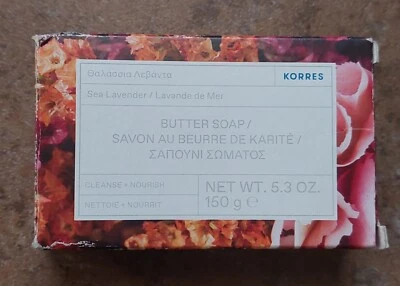 Θαλάσσια Λεβάντα
KORRES
Sea Lavender / Lavande de Mer
BUTTER SOAP /
SAVON AU BEURRE DE KARITÉ /
ΣΑΠΟΥΝΙ ΣΩΜΑΤΟΣ
CLEANSE + NOURISH
NETTOIE + NOURRIT
NET WT. 5.3 OZ.
150 g ℮